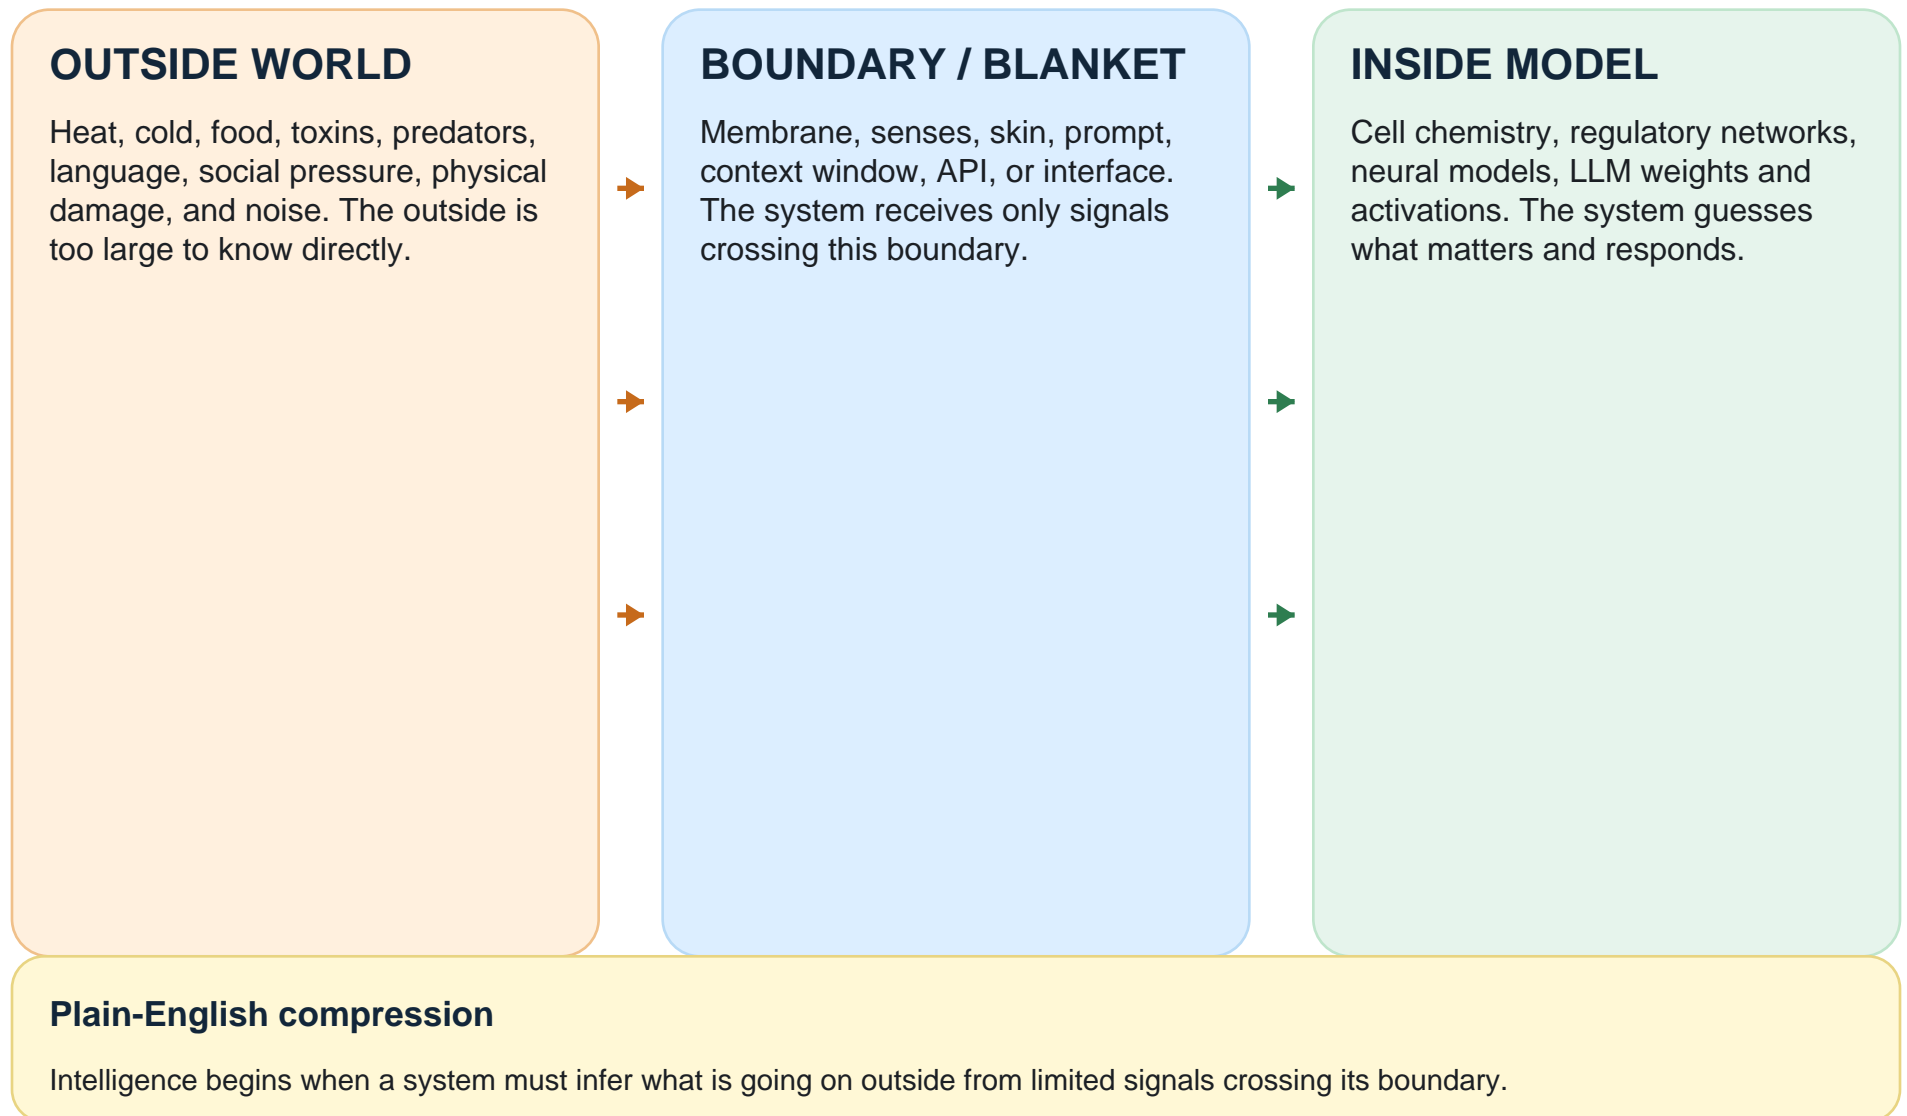 OUTSIDE WORLD
Heat, cold, food, toxins, predators,
language, social pressure, physical
damage, and noise. The outside is
too large to know directly.
BOUNDARY / BLANKET
Membrane, senses, skin, prompt,
context window, API, or interface.
The system receives only signals
crossing this boundary.
INSIDE MODEL
Cell chemistry, regulatory networks,
neural models, LLM weights and
activations. The system guesses
what matters and responds.
Plain-English compression
Intelligence begins when a system must infer what is going on outside from limited signals crossing its boundary.